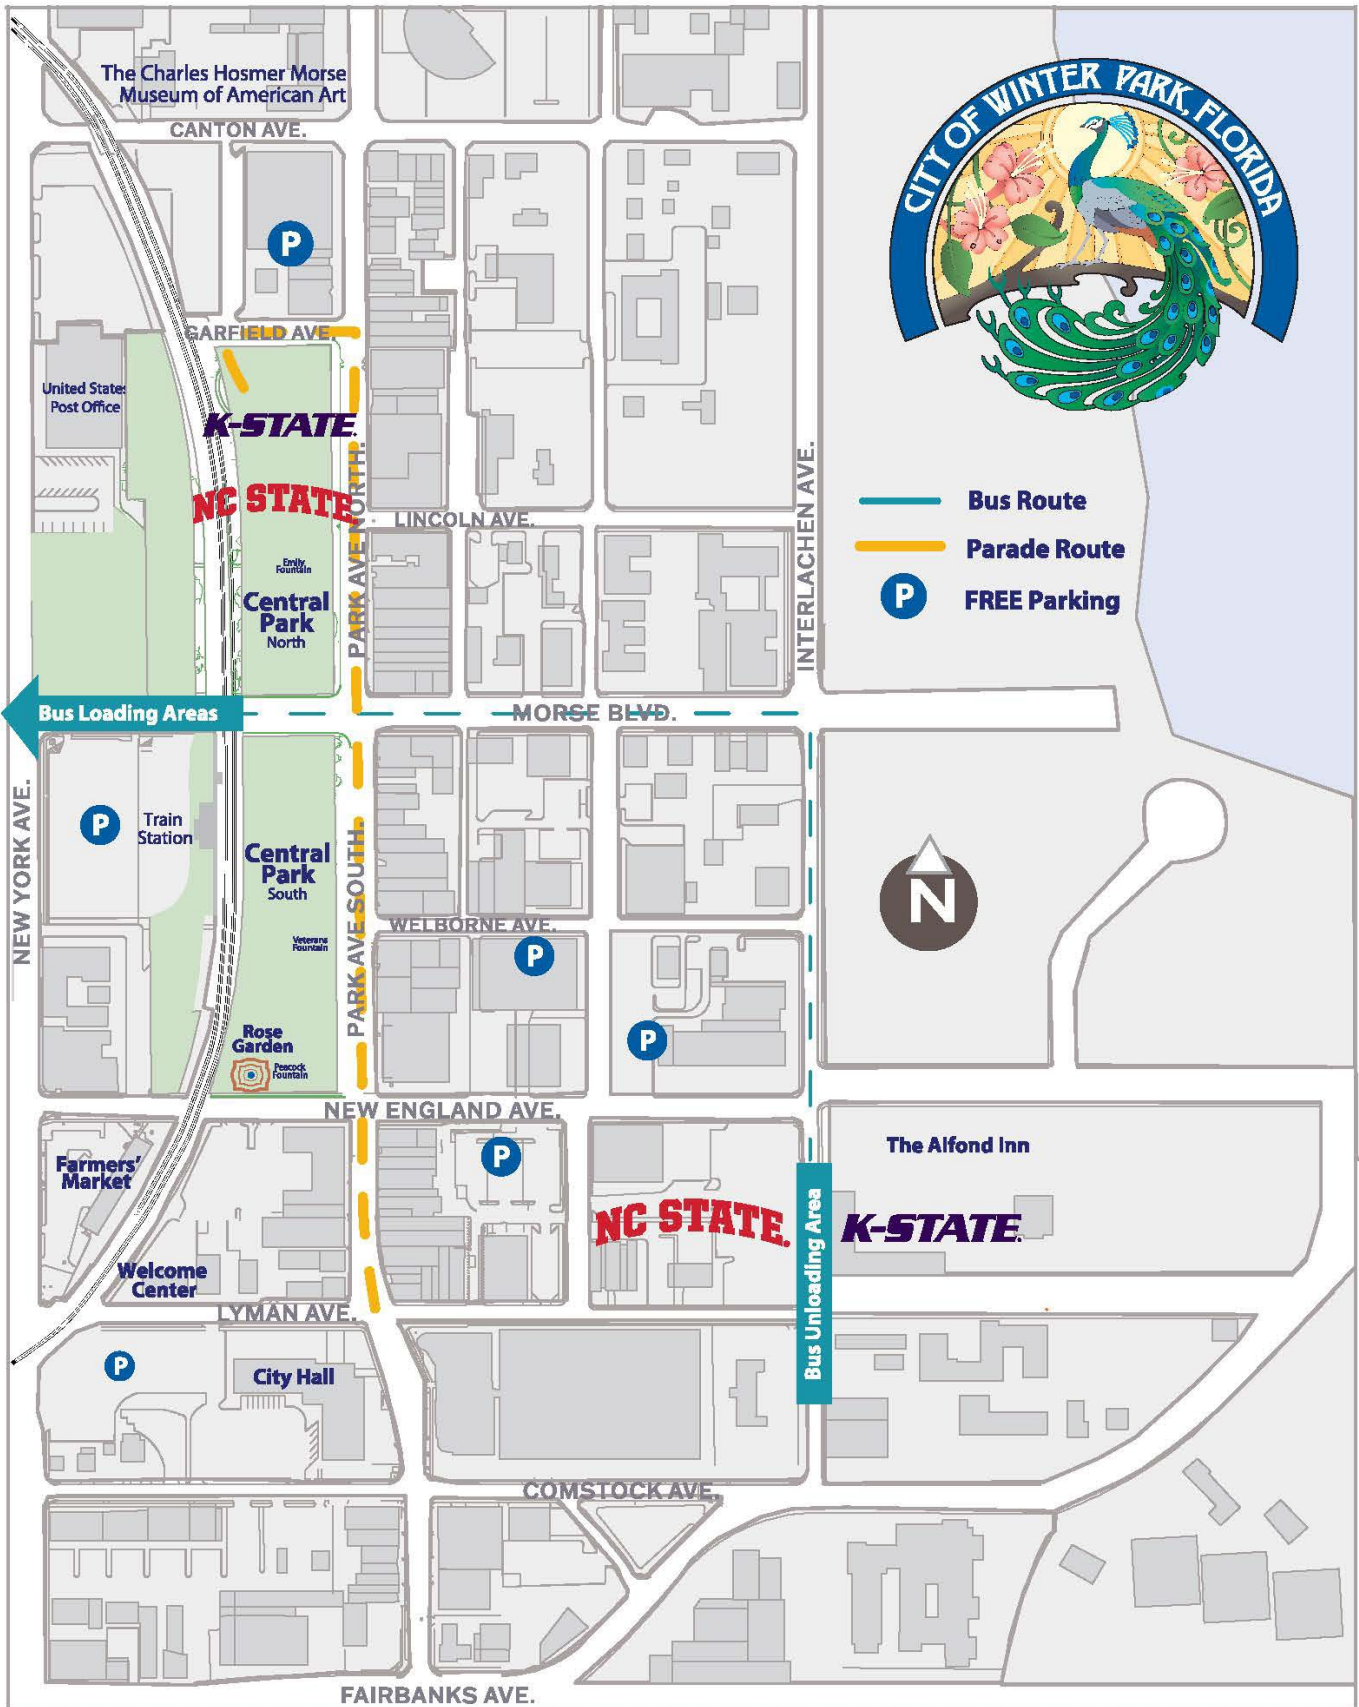 The Charles Hosmer Morse
Museum of American Art
CANTON AVE.
CITY OF WINTER PARK, FLORIDA
P
GARFIELD AVE.
United States
Post Office
K-STATE
NC STATE
PARK AVE NORTH.
LINCOLN AVE.
INTERLACHEN AVE.
Bus Route
Parade Route
P
FREE Parking
Emily
Fountain
Central
Park
North
Bus Loading Areas
MORSE BLVD.
NEW YORK AVE.
P
Train
Station
Central
Park
South
PARK AVE SOUTH.
N
WELBORNE AVE.
Veterans
Fountain
P
P
Rose
Garden
Peacock
Fountain
NEW ENGLAND AVE.
Farmers'
Market
P
The Alfond Inn
NC STATE.
Bus Unloading Area
K-STATE
Welcome
Center
LYMAN AVE.
P
City Hall
COMSTOCK AVE.
FAIRBANKS AVE.